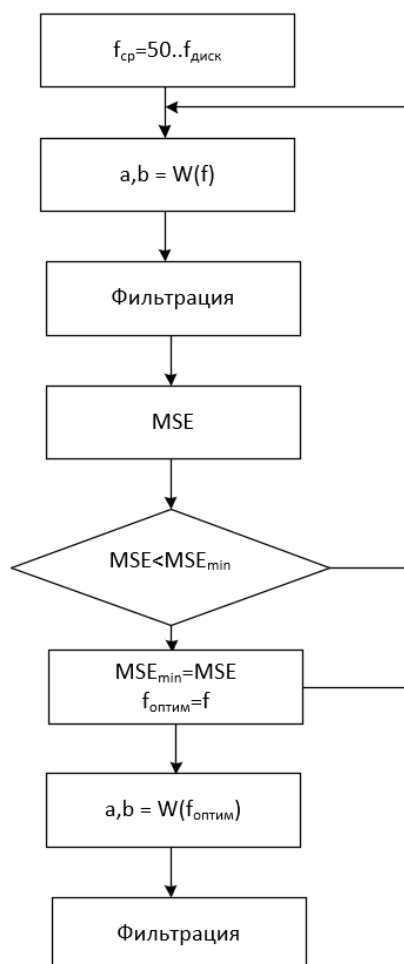 fср=50..fдиск
a,b = W(f)
Фильтрация
MSE
MSE<MSEmin
MSEmin=MSE
fоптим=f
a,b = W(fоптим)
Фильтрация